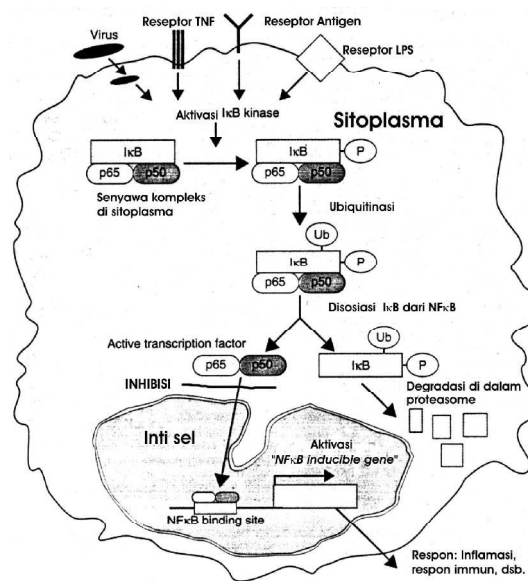 Reseptor TNF
Reseptor Antigen
Virus
Reseptor LPS
Aktivasi IκB kinase
Sitoplasma
IκB
p65 p50
Senyawa kompleks
di sitoplasma
IκB
P
p65 p50
Ubiquitinasi
Ub
IκB
P
p65 p50
Disosiasi IκB dari NFκB
Active transcription factor
p65 p50
Ub
IκB
P
INHIBISI
Degradasi di dalam
proteasome
Inti sel
Aktivasi
"NFκB inducible gene"
NFκB binding site
Respon: Inflamasi,
respon immun, dsb.